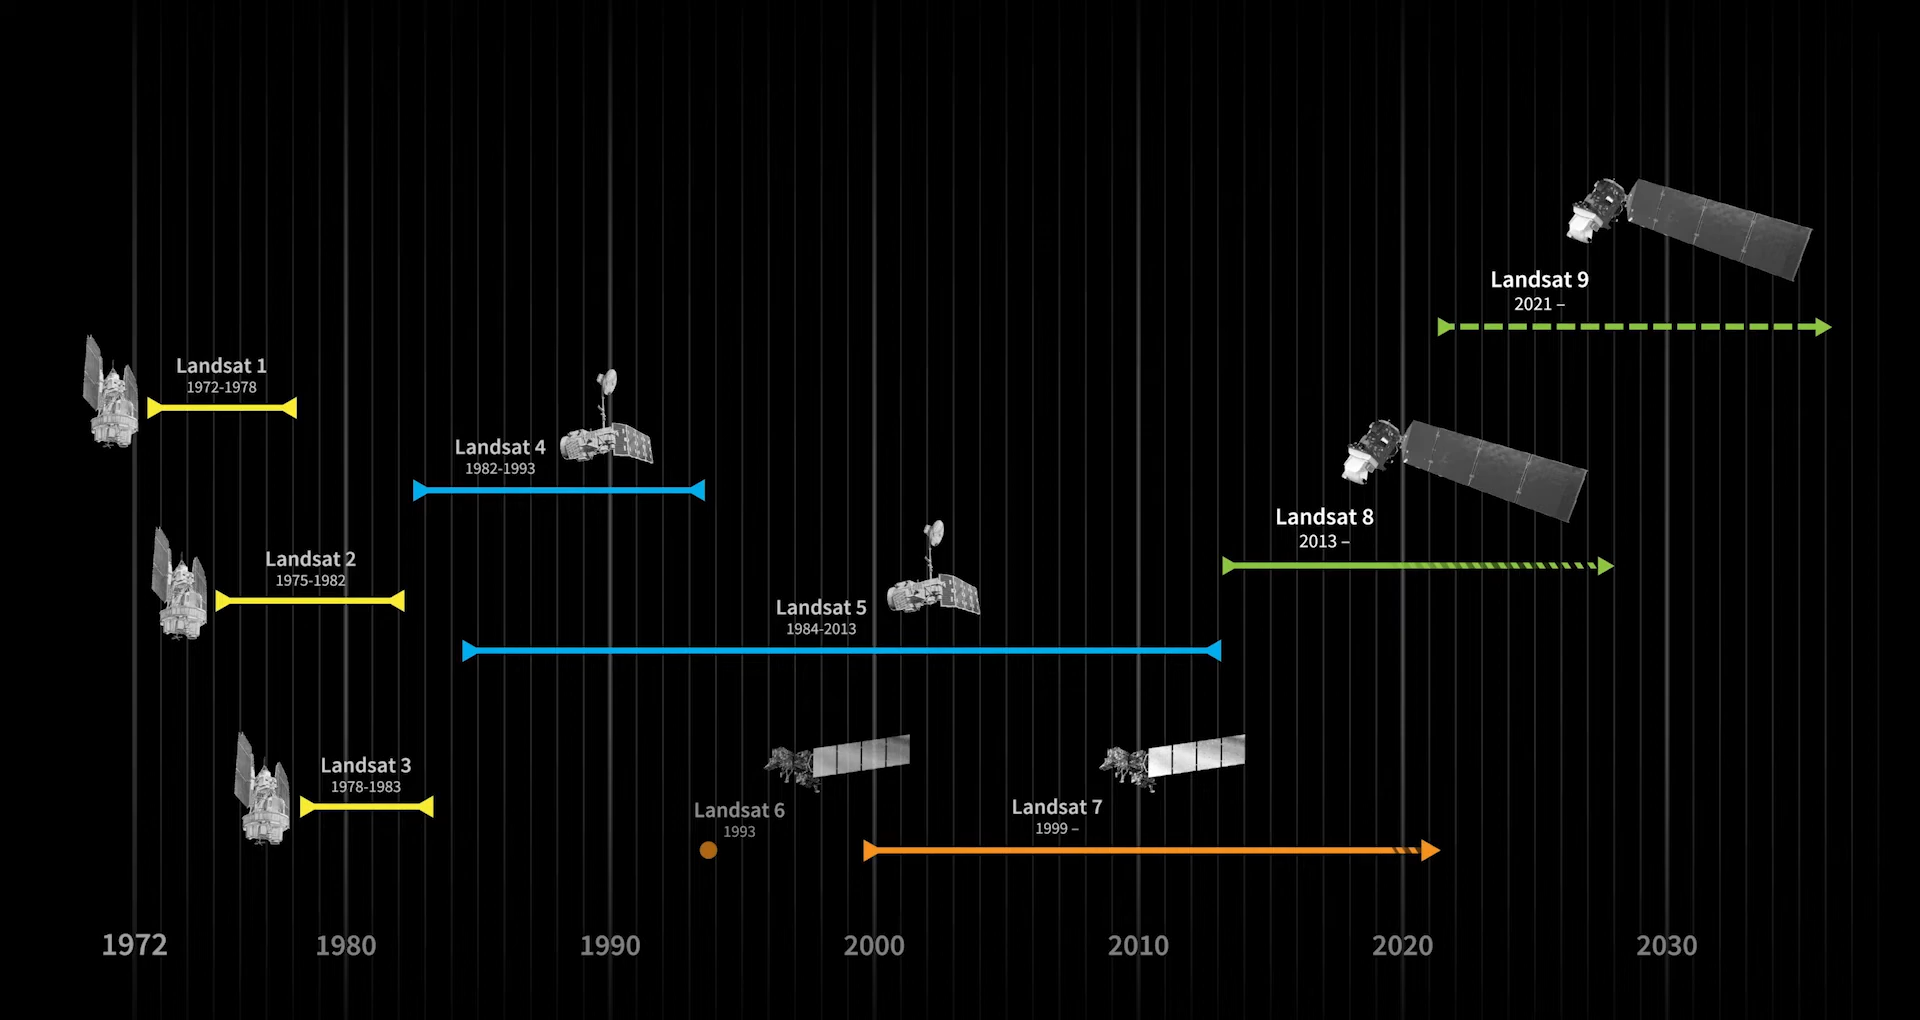 Landsat 9
2021 –
Landsat 1
1972-1978
Landsat 4
1982-1993
Landsat 8
2013 –
Landsat 2
1975-1982
Landsat 5
1984-2013
Landsat 3
1978-1983
Landsat 6
1993
Landsat 7
1999 –
1972
1980
1990
2000
2010
2020
2030